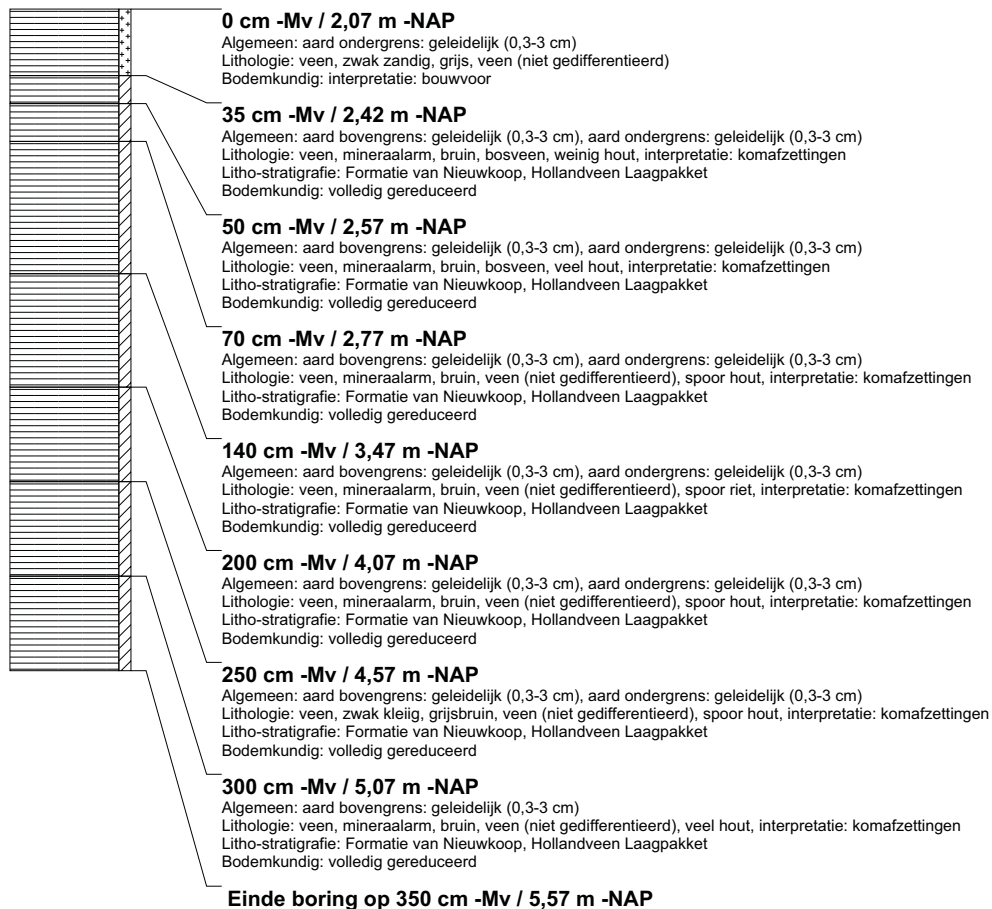 0 cm -Mv / 2,07 m -NAP
Algemeen: aard ondergrens: geleidelijk (0,3-3 cm)
Lithologie: veen, zwak zandig, grijs, veen (niet gedifferentieerd)
Bodemkundig: interpretatie: bouwvoor
35 cm -Mv / 2,42 m -NAP
Algemeen: aard bovengrens: geleidelijk (0,3-3 cm), aard ondergrens: geleidelijk (0,3-3 cm)
Lithologie: veen, mineraalarm, bruin, bosveen, weinig hout, interpretatie: komafzettingen
Litho-stratigrafie: Formatie van Nieuwkoop, Hollandveen Laagpakket
Bodemkundig: volledig gereduceerd
50 cm -Mv / 2,57 m -NAP
Algemeen: aard bovengrens: geleidelijk (0,3-3 cm), aard ondergrens: geleidelijk (0,3-3 cm)
Lithologie: veen, mineraalarm, bruin, bosveen, veel hout, interpretatie: komafzettingen
Litho-stratigrafie: Formatie van Nieuwkoop, Hollandveen Laagpakket
Bodemkundig: volledig gereduceerd
70 cm -Mv / 2,77 m -NAP
Algemeen: aard bovengrens: geleidelijk (0,3-3 cm), aard ondergrens: geleidelijk (0,3-3 cm)
Lithologie: veen, mineraalarm, bruin, veen (niet gedifferentieerd), spoor hout, interpretatie: komafzettingen
Litho-stratigrafie: Formatie van Nieuwkoop, Hollandveen Laagpakket
Bodemkundig: volledig gereduceerd
140 cm -Mv / 3,47 m -NAP
Algemeen: aard bovengrens: geleidelijk (0,3-3 cm), aard ondergrens: geleidelijk (0,3-3 cm)
Lithologie: veen, mineraalarm, bruin, veen (niet gedifferentieerd), spoor riet, interpretatie: komafzettingen
Litho-stratigrafie: Formatie van Nieuwkoop, Hollandveen Laagpakket
Bodemkundig: volledig gereduceerd
200 cm -Mv / 4,07 m -NAP
Algemeen: aard bovengrens: geleidelijk (0,3-3 cm), aard ondergrens: geleidelijk (0,3-3 cm)
Lithologie: veen, mineraalarm, bruin, veen (niet gedifferentieerd), spoor hout, interpretatie: komafzettingen
Litho-stratigrafie: Formatie van Nieuwkoop, Hollandveen Laagpakket
Bodemkundig: volledig gereduceerd
250 cm -Mv / 4,57 m -NAP
Algemeen: aard bovengrens: geleidelijk (0,3-3 cm), aard ondergrens: geleidelijk (0,3-3 cm)
Lithologie: veen, zwak kleiig, grijsbruin, veen (niet gedifferentieerd), spoor hout, interpretatie: komafzettingen
Litho-stratigrafie: Formatie van Nieuwkoop, Hollandveen Laagpakket
Bodemkundig: volledig gereduceerd
300 cm -Mv / 5,07 m -NAP
Algemeen: aard bovengrens: geleidelijk (0,3-3 cm)
Lithologie: veen, mineraalarm, bruin, veen (niet gedifferentieerd), veel hout, interpretatie: komafzettingen
Litho-stratigrafie: Formatie van Nieuwkoop, Hollandveen Laagpakket
Bodemkundig: volledig gereduceerd
Einde boring op 350 cm -Mv / 5,57 m -NAP